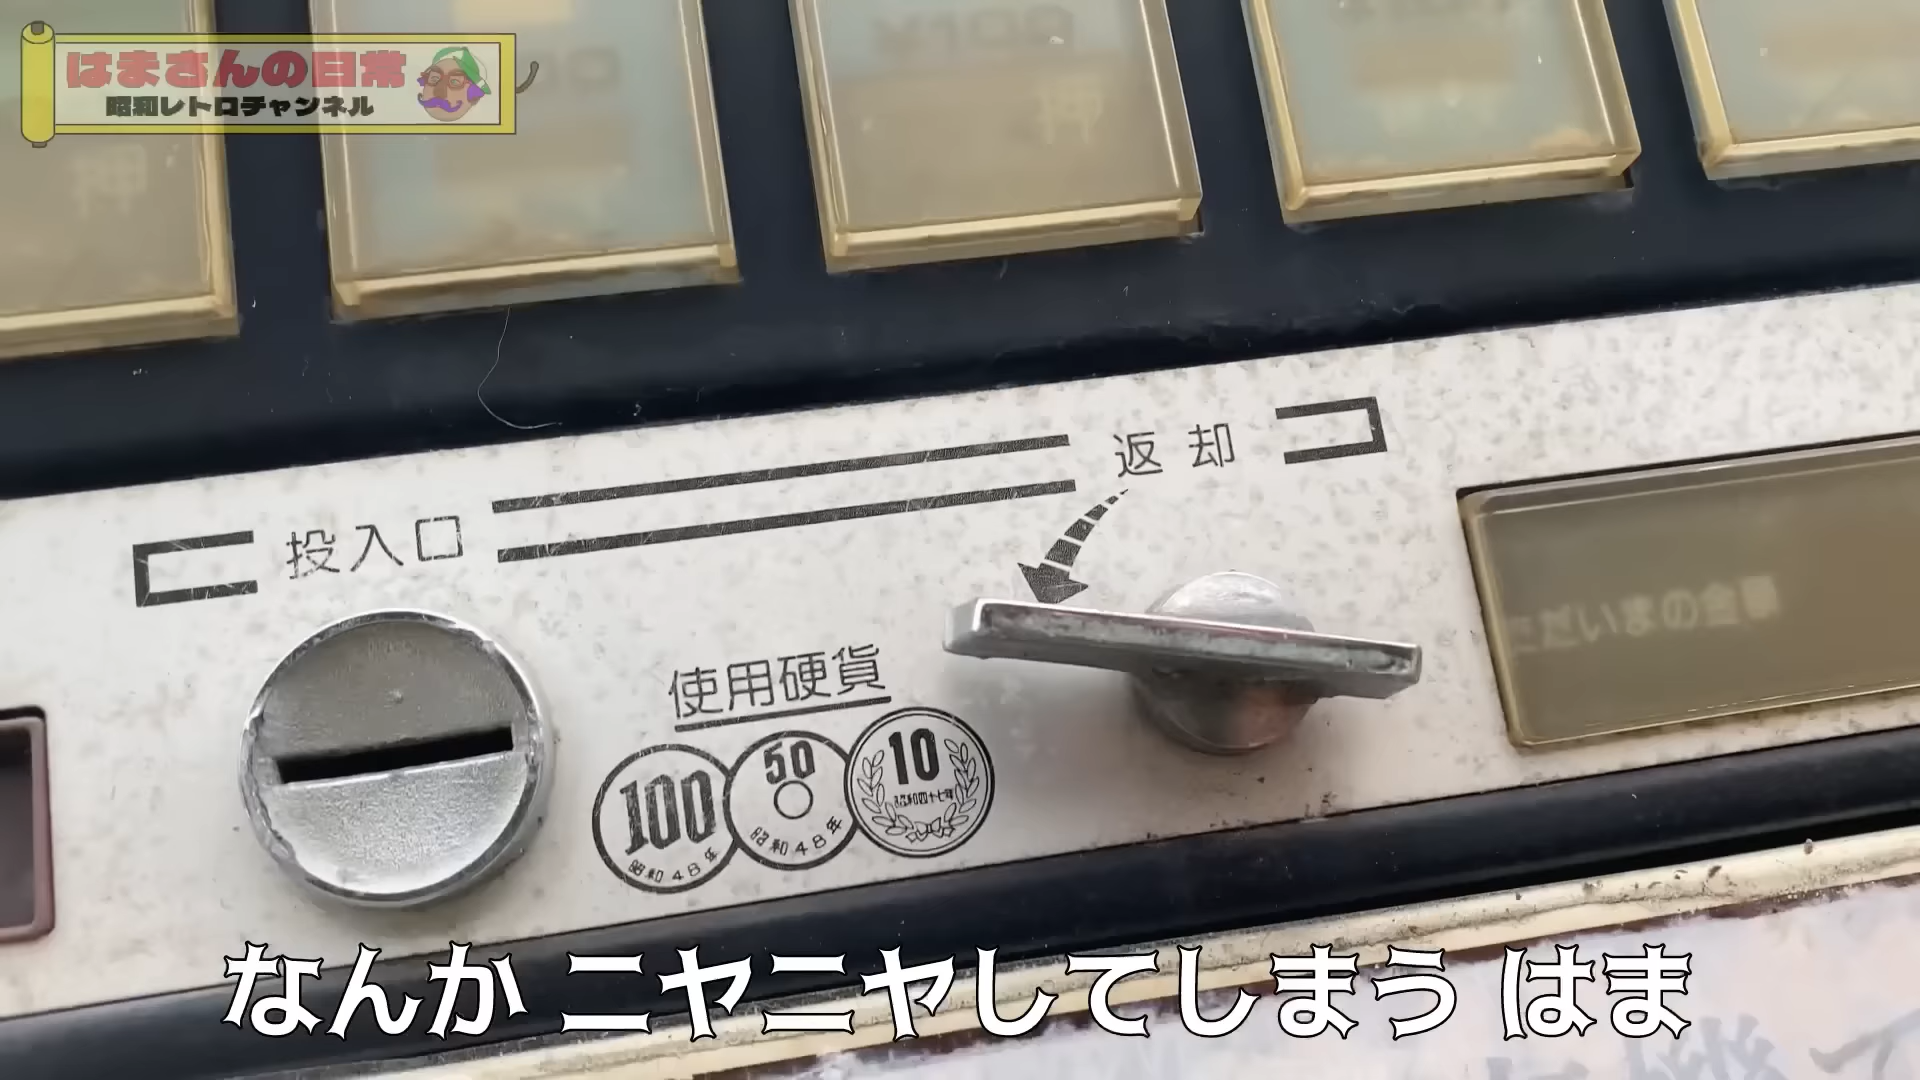 はまさんの日常
昭和レトロチャンネル
押
押
投入口
返却
使用硬貨
100
昭和48年
50
昭和48年
10
昭和四十七年
ただいまの金額
なんか ニヤニヤしてしまう はま